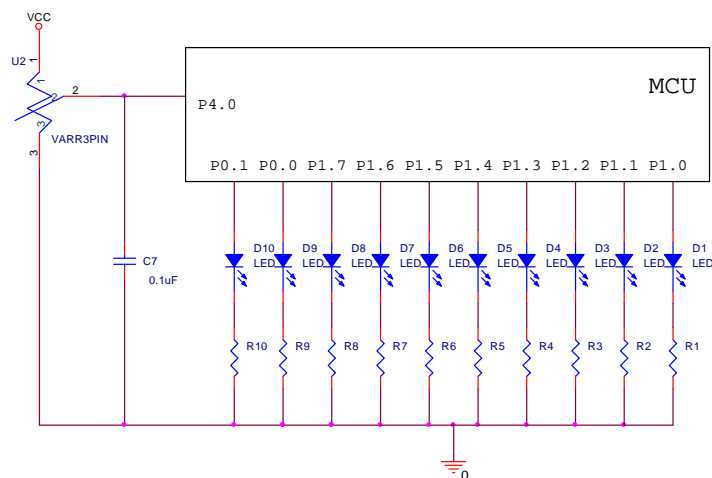 VCC
U2
1
1
2
2
3
3
VARR3PIN
MCU
P4.0
P0.1 P0.0 P1.7 P1.6 P1.5 P1.4 P1.3 P1.2 P1.1 P1.0
D10 D9 D8 D7 D6 D5 D4 D3 D2 D1
LED LED LED LED LED LED LED LED LED LED
C7
0.1uF
R10 R9 R8 R7 R6 R5 R4 R3 R2 R1
0